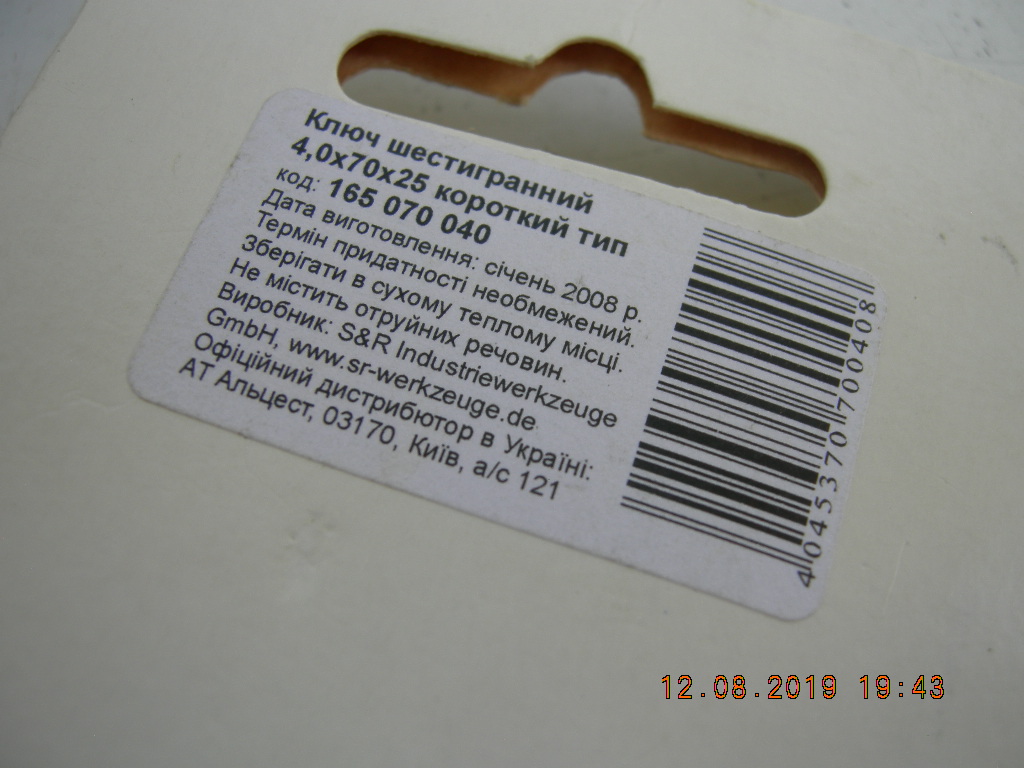 Ключ шестигранний
4,0х70х25 короткий тип
код: 165 070 040
Дата виготовлення: січень 2008 р.
Термін придатності необмежений.
Зберігати в сухому теплому місці.
Не містить отруйних речовин.
Виробник: S&R Industriewerkzeuge
GmbH, www.sr-werkzeuge.de
Офіційний дистрибютор в Україні:
АТ Альцест, 03170, Київ, а/с 121
4045370700408
12.08.2019 19:43